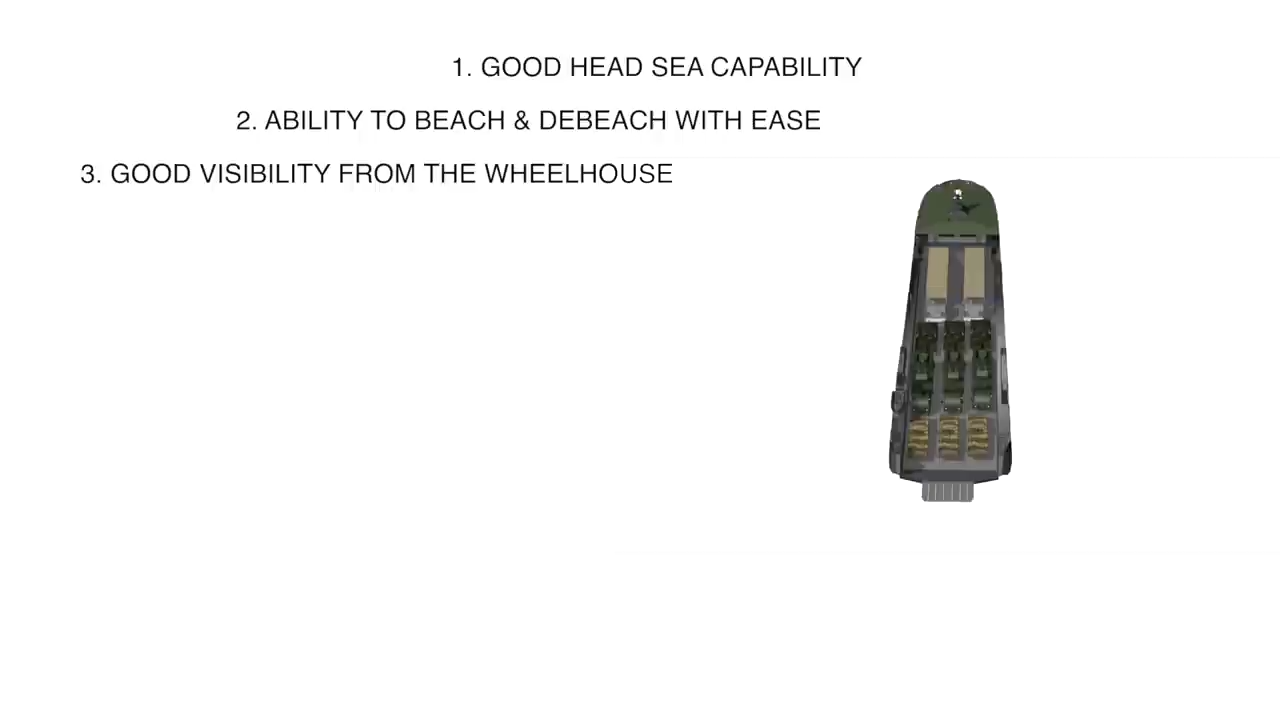 1. GOOD HEAD SEA CAPABILITY
2. ABILITY TO BEACH & DEBEACH WITH EASE
3. GOOD VISIBILITY FROM THE WHEELHOUSE